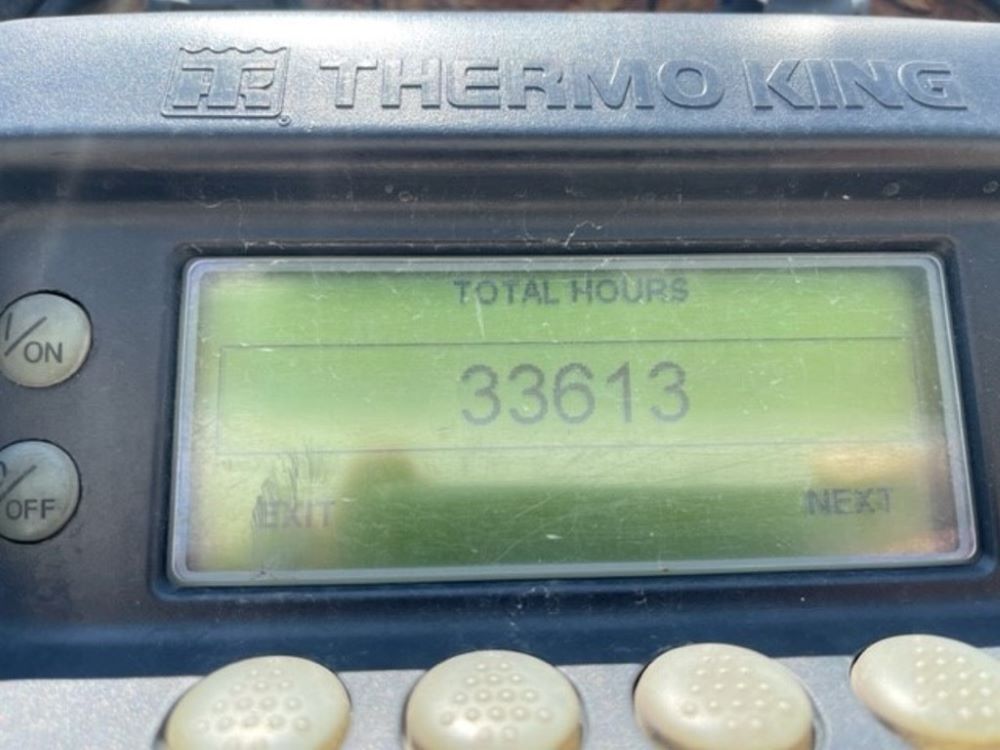 THERMO KING
TOTAL HOURS
I/ON
33613
O/OFF
EXIT
NEXT